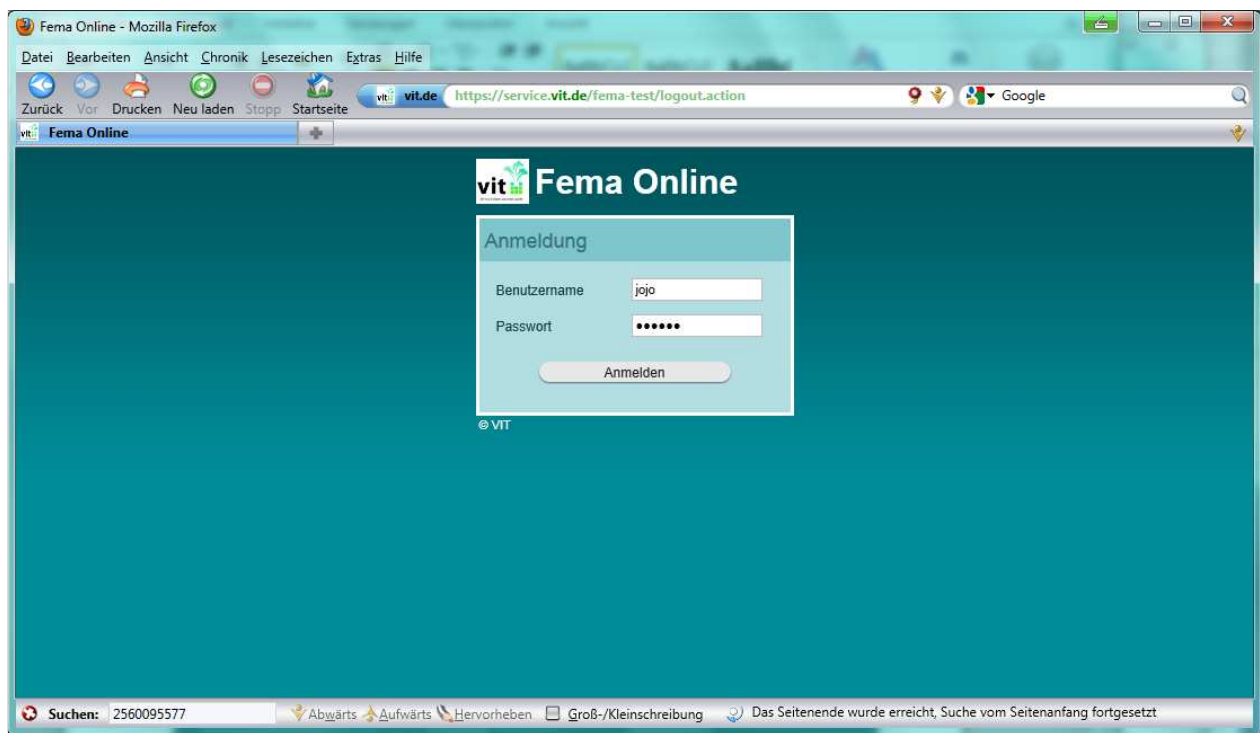 Fema Online - Mozilla Firefox
Datei Bearbeiten Ansicht Chronik Lesezeichen Extras Hilfe
Zurück Vor Drucken Neu laden Stopp Startseite vit vit.de https://service.vit.de/fema-test/logout.action Google
vit Fema Online
vit Fema Online
Anmeldung
Benutzername jojo
Passwort ••••••
Anmelden
© VIT
Suchen: 2560095577 Abwärts Aufwärts Hervorheben Groß-/Kleinschreibung Das Seitenende wurde erreicht, Suche vom Seitenanfang fortgesetzt